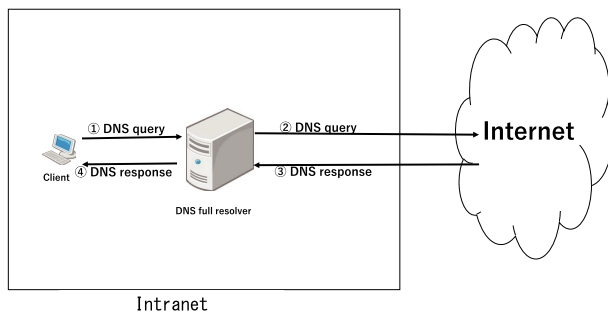 ① DNS query
② DNS query
Internet
④ DNS response
③ DNS response
Client
DNS full resolver
Intranet